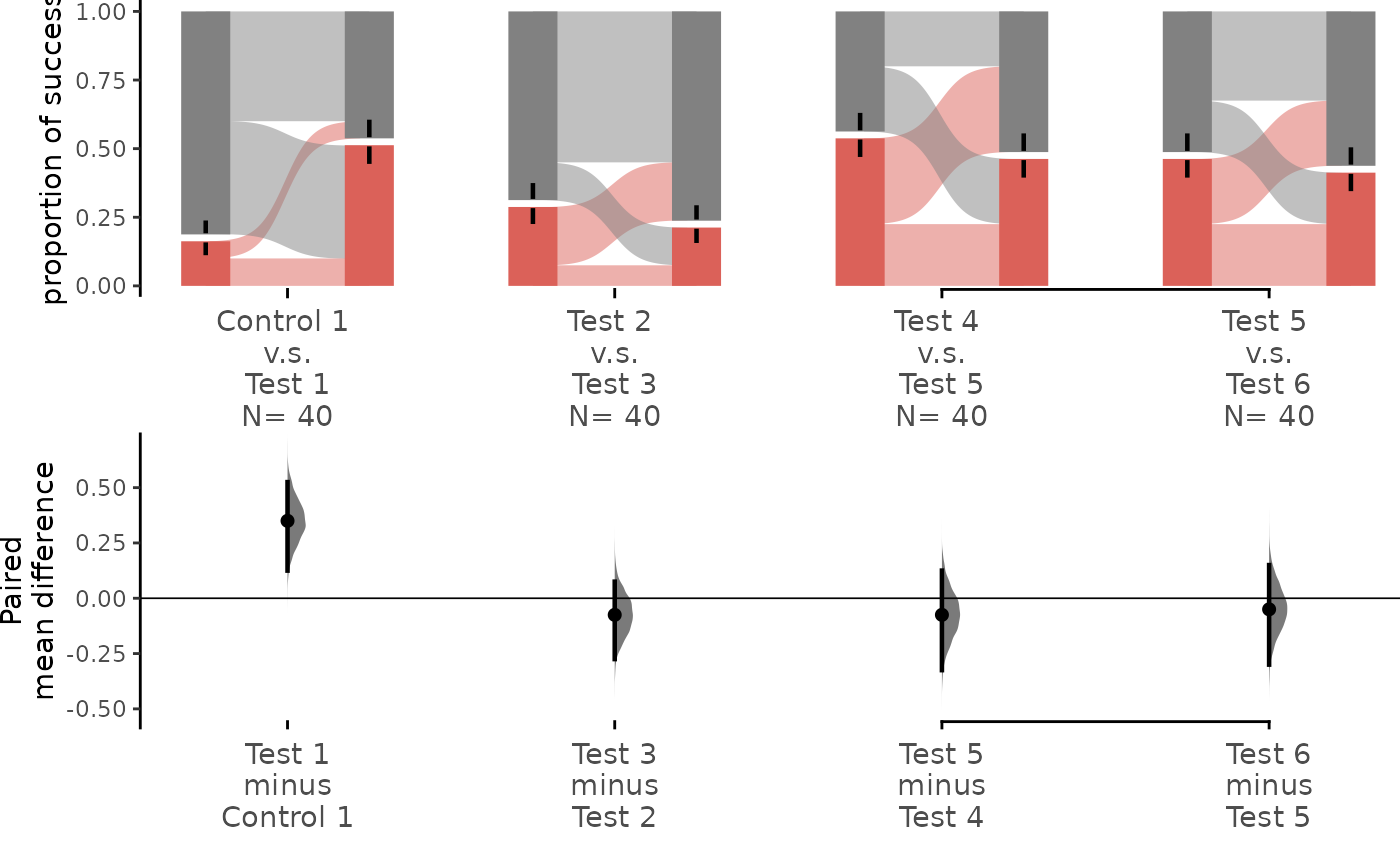 proportion of success
1.00
0.75
0.50
0.25
0.00
Control 1
v.s.
Test 1
N= 40
Test 2
v.s.
Test 3
N= 40
Test 4
v.s.
Test 5
N= 40
Test 5
v.s.
Test 6
N= 40
Paired
mean difference
0.50
0.25
0.00
-0.25
-0.50
Test 1
minus
Control 1
Test 3
minus
Test 2
Test 5
minus
Test 4
Test 6
minus
Test 5